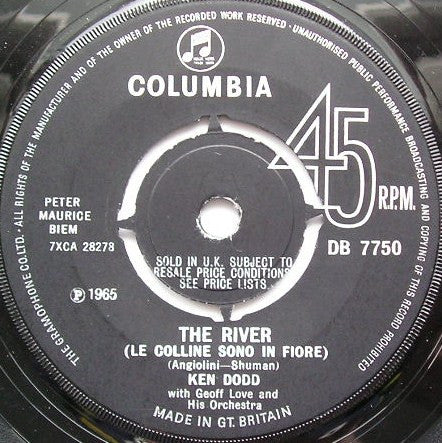 ALL RIGHTS OF THE MANUFACTURER AND OF THE OWNER OF THE RECORDED WORK RESERVED · UNAUTHORISED PUBLIC PERFORMANCE BROADCASTING AND COPYING OF THIS RECORD PROHIBITED
THE GRAMOPHONE CO. LTD. ·
COLUMBIA
45
R.P.M.
PETER
MAURICE
BIEM
7XCA 28278
DB 7750
SOLD IN U.K. SUBJECT TO
RESALE PRICE CONDITIONS
SEE PRICE LISTS
Ⓟ 1965
THE RIVER
(LE COLLINE SONO IN FIORE)
(Angiolini—Shuman)
KEN DODD
with Geoff Love and
His Orchestra
MADE IN GT. BRITAIN